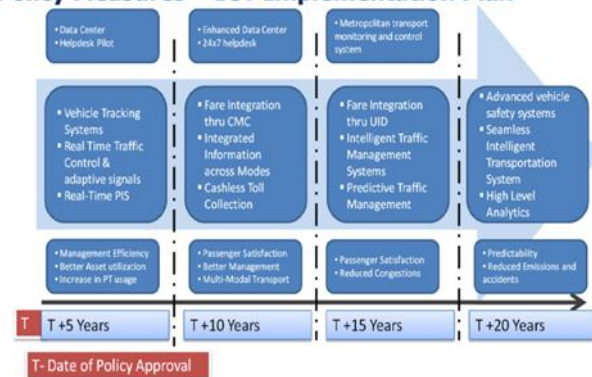 Data Center
Helpdesk Pilot
Enhanced Data Center
24x7 helpdesk
Metropolitan transport
monitoring and control
system
Vehicle Tracking
Systems
Real Time Traffic
Control &
adaptive signals
Real-Time PIS
Fare Integration
thru CMC
Integrated
Information
across Modes
Cashless Toll
Collection
Fare Integration
thru UID
Intelligent Traffic
Management
Systems
Predictive Traffic
Management
Advanced vehicle
safety systems
Seamless
Intelligent
Transportation
System
High Level
Analytics
Management Efficiency
Better Asset utilization
Increase in PT usage
Passenger Satisfaction
Better Management
Multi-Modal Transport
Passenger Satisfaction
Reduced Congestions
Predictability
Reduced Emissions and
accidents
T
T +5 Years
T +10 Years
T +15 Years
T +20 Years
T- Date of Policy Approval